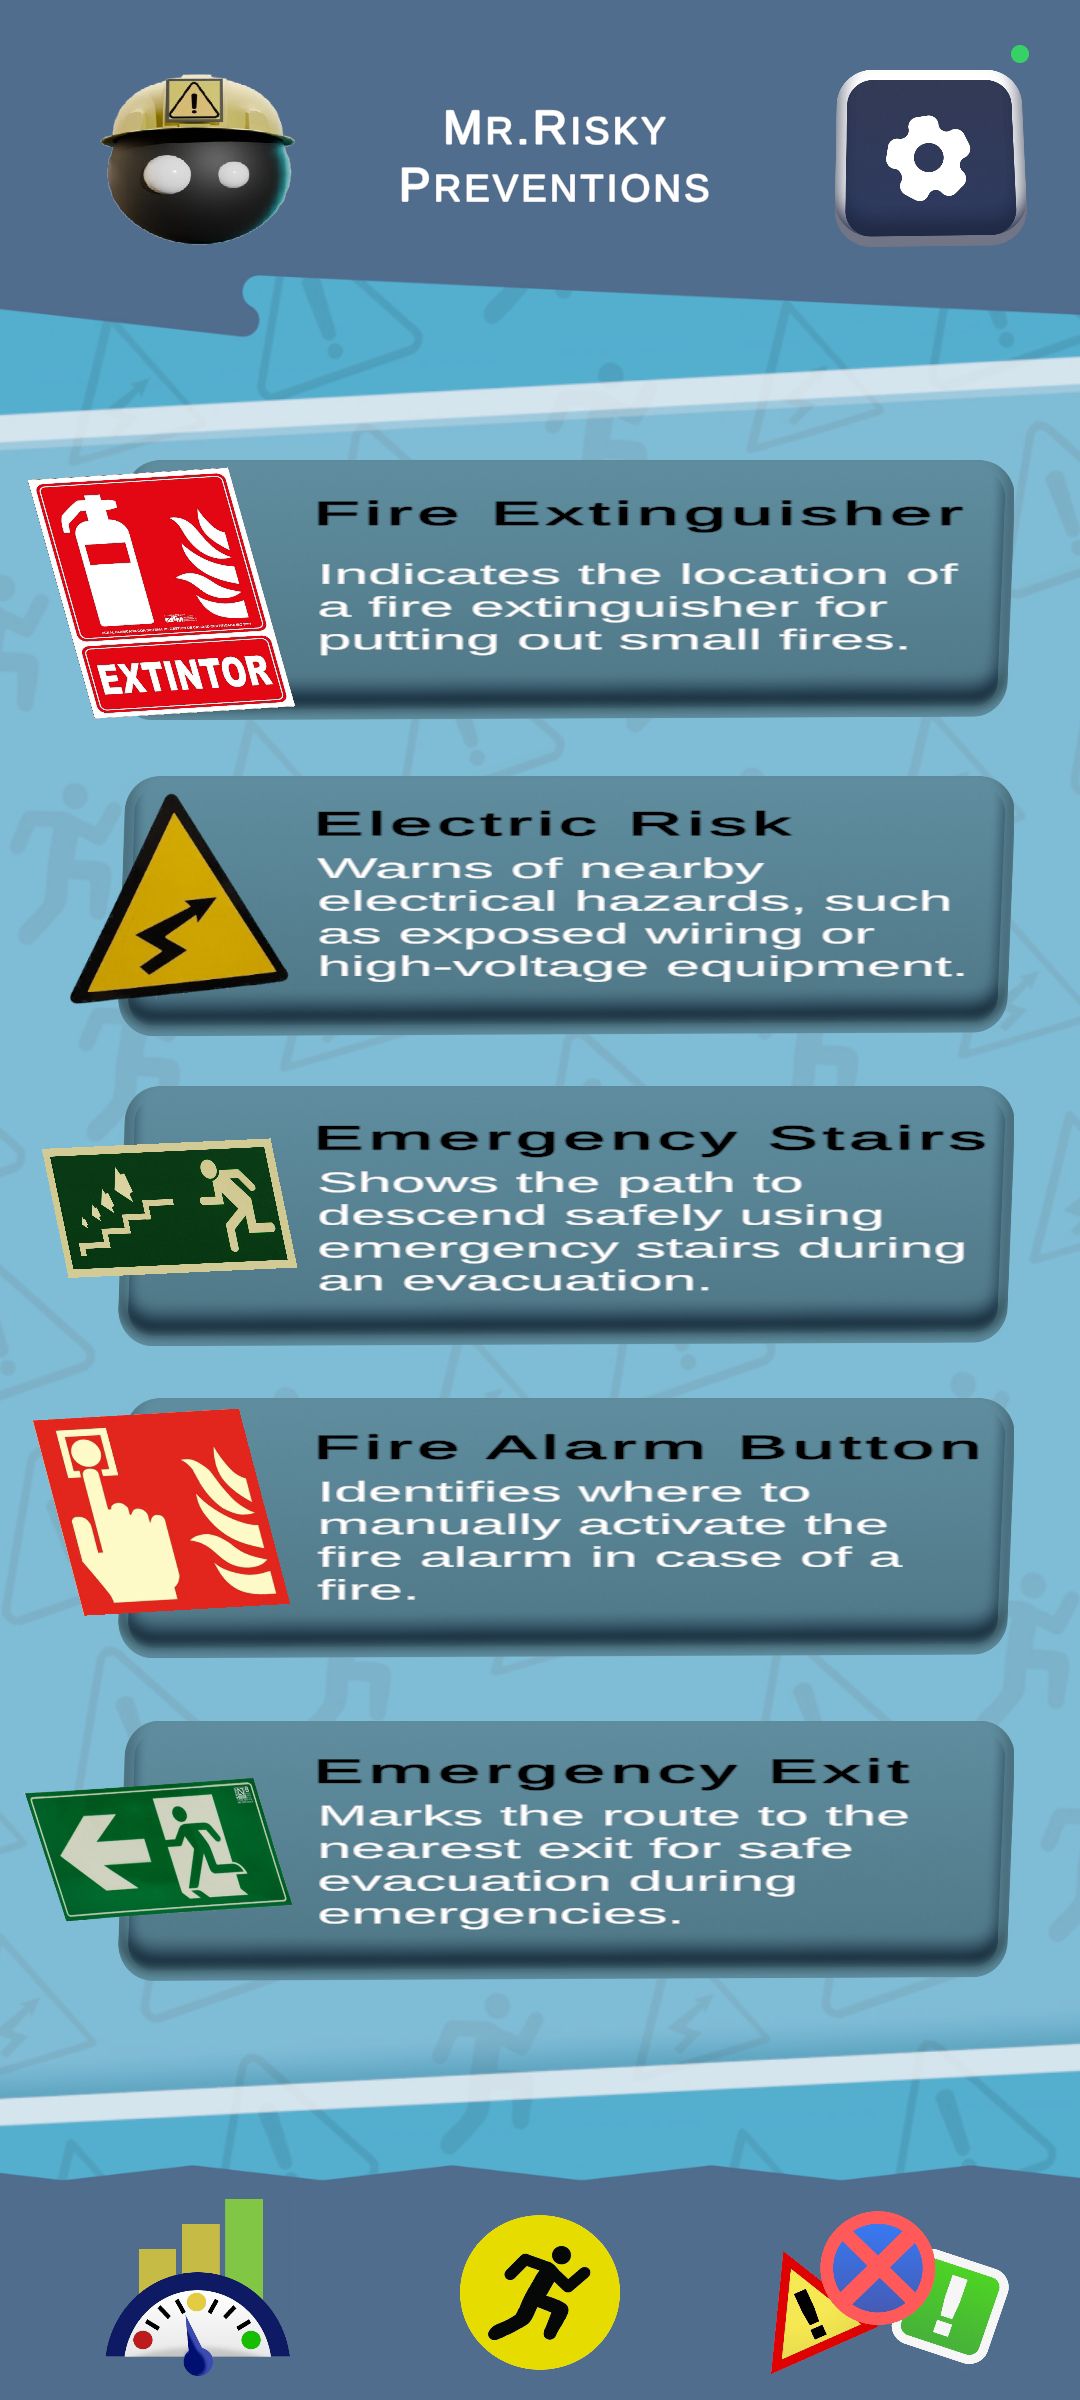 Mr.Risky
Preventions
Fire Extinguisher
Indicates the location of
a fire extinguisher for
putting out small fires.
EXTINTOR
Electric Risk
Warns of nearby
electrical hazards, such
as exposed wiring or
high-voltage equipment.
Emergency Stairs
Shows the path to
descend safely using
emergency stairs during
an evacuation.
Fire Alarm Button
Identifies where to
manually activate the
fire alarm in case of a
fire.
Emergency Exit
Marks the route to the
nearest exit for safe
evacuation during
emergencies.